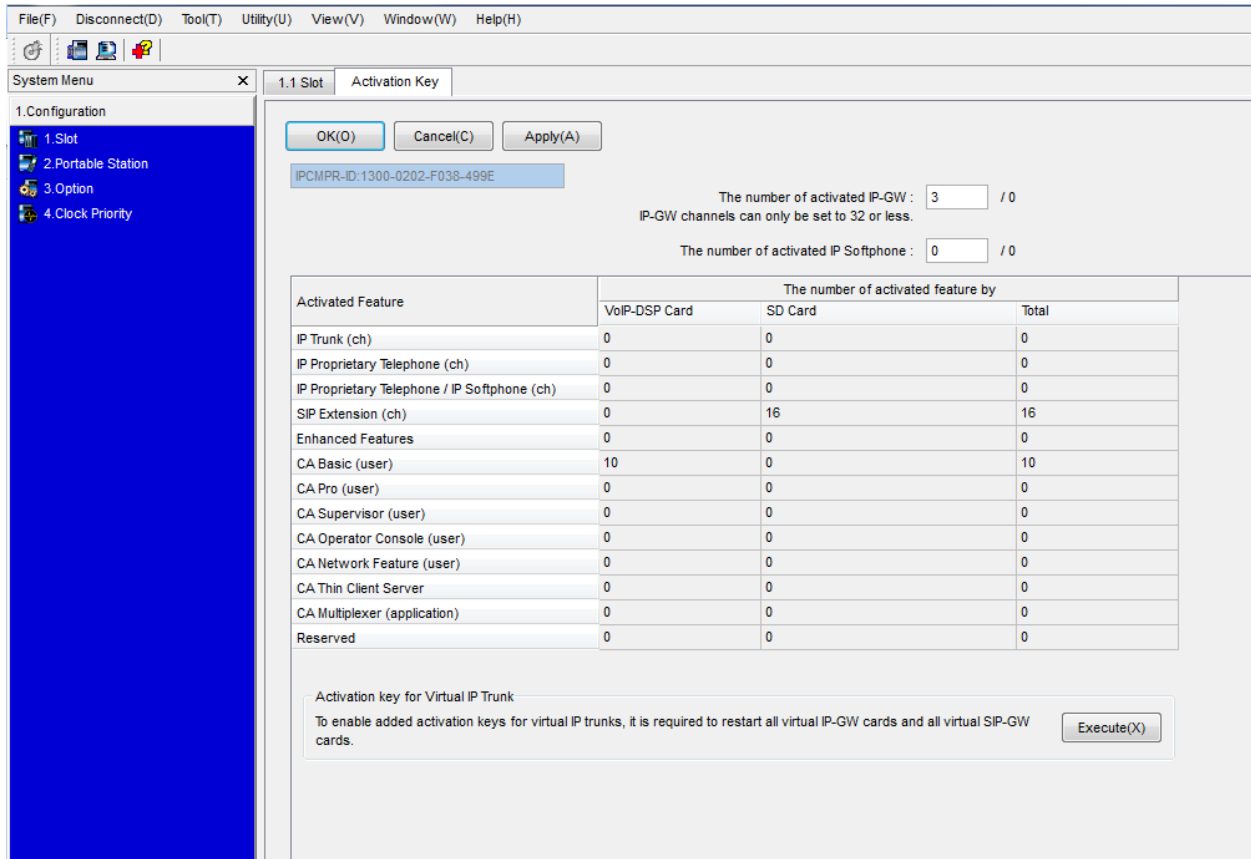 File(F) Disconnect(D) Tool(T) Utility(U) View(V) Window(W) Help(H)
System Menu X
1.Configuration
1.Slot
2.Portable Station
3.Option
4.Clock Priority
1.1 Slot Activation Key
OK(O) Cancel(C) Apply(A)
IPCMPR-ID:1300-0202-F038-499E
The number of activated IP-GW : 3 / 0
IP-GW channels can only be set to 32 or less.
The number of activated IP Softphone : 0 / 0
Activated Feature The number of activated feature by
VoIP-DSP Card SD Card Total
IP Trunk (ch) 0 0 0
IP Proprietary Telephone (ch) 0 0 0
IP Proprietary Telephone / IP Softphone (ch) 0 0 0
SIP Extension (ch) 0 16 16
Enhanced Features 0 0 0
CA Basic (user) 10 0 10
CA Pro (user) 0 0 0
CA Supervisor (user) 0 0 0
CA Operator Console (user) 0 0 0
CA Network Feature (user) 0 0 0
CA Thin Client Server 0 0 0
CA Multiplexer (application) 0 0 0
Reserved 0 0 0
Activation key for Virtual IP Trunk
To enable added activation keys for virtual IP trunks, it is required to restart all virtual IP-GW cards and all virtual SIP-GW
cards.
Execute(X)